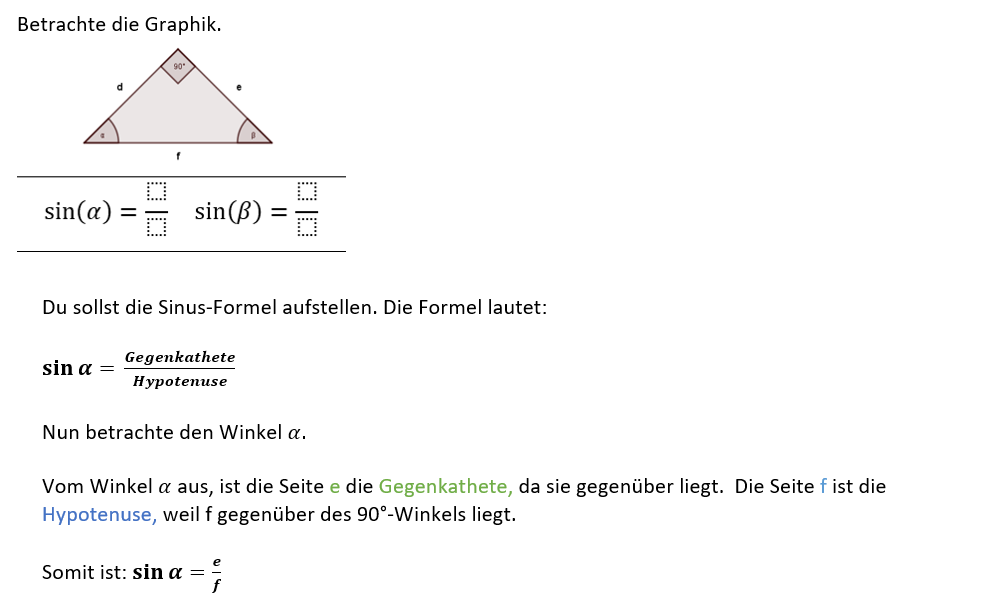 Betrachte die Graphik.
90°
d
e
α
β
f
sin(α) = ⬚/⬚ sin(β) = ⬚/⬚
Du sollst die Sinus-Formel aufstellen. Die Formel lautet:
sin α = Gegenkathete/Hypotenuse
Nun betrachte den Winkel α.
Vom Winkel α aus, ist die Seite e die Gegenkathete, da sie gegenüber liegt. Die Seite f ist die
Hypotenuse, weil f gegenüber des 90°-Winkels liegt.
Somit ist: sin α = e/f